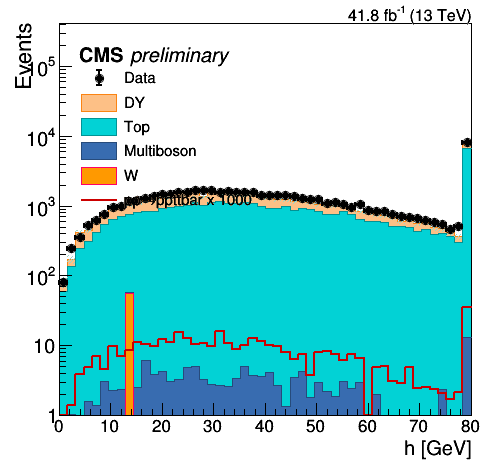 41.8 fb⁻¹ (13 TeV)
Events
CMS preliminary
Data
DY
Top
Multiboson
W
ppttbar x 1000
10⁵
10⁴
10³
10²
10
1
0 10 20 30 40 50 60 70 80
h [GeV]